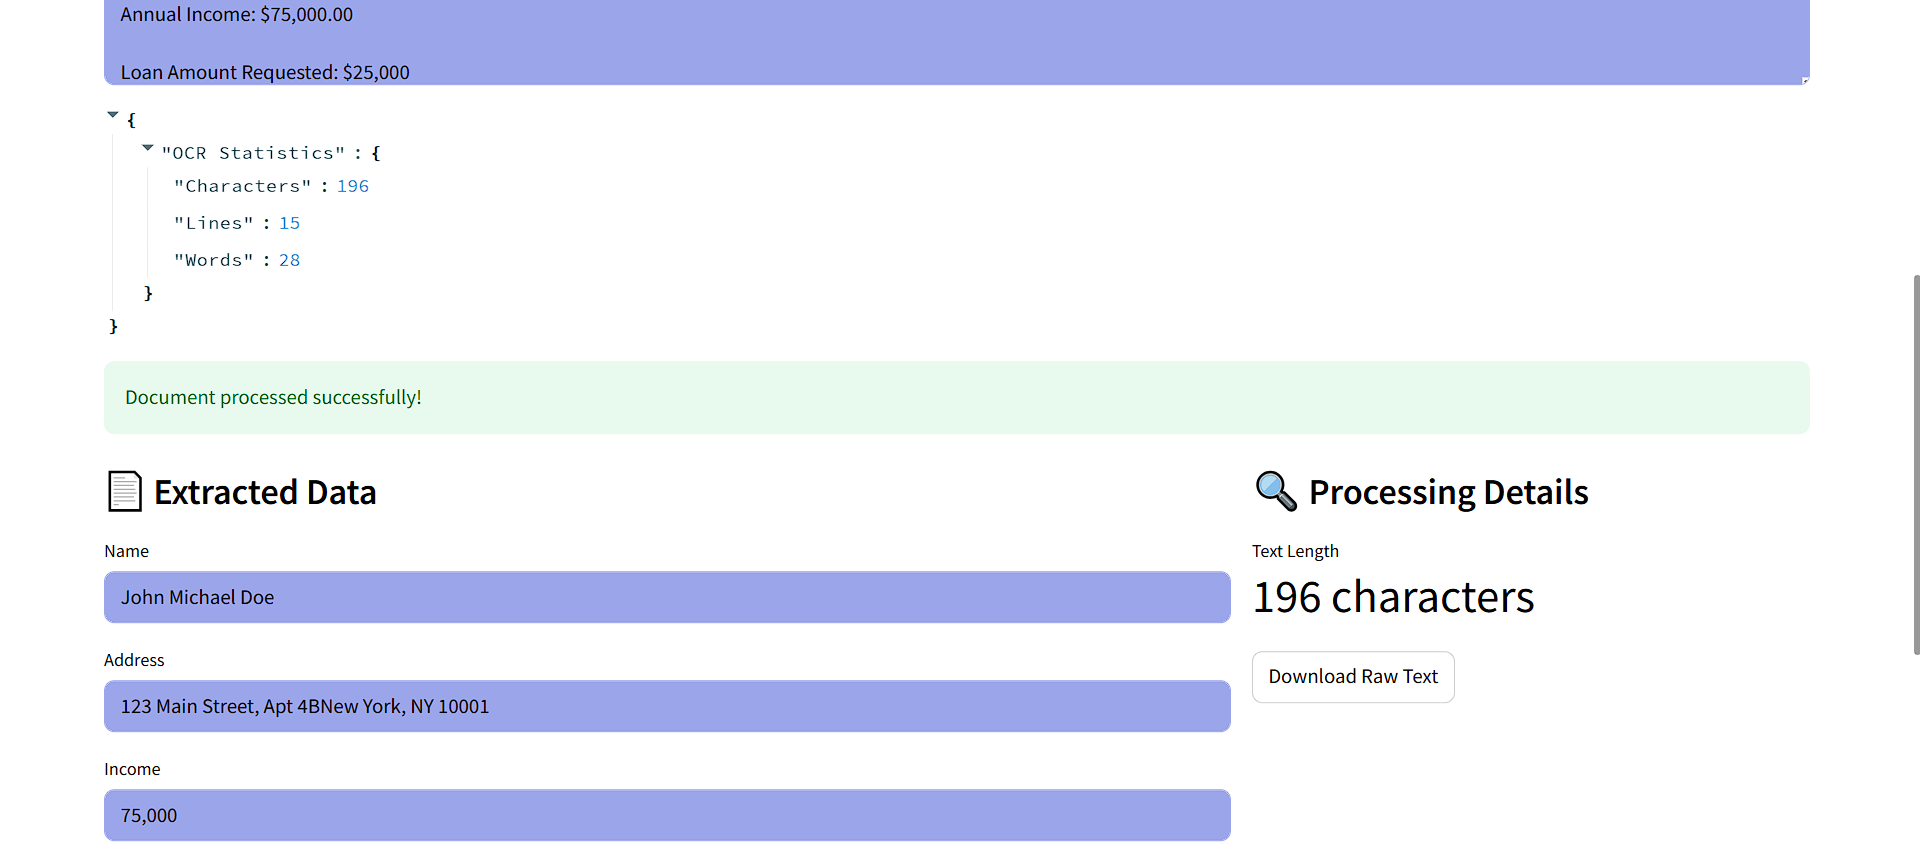 Annual Income: $75,000.00
Loan Amount Requested: $25,000
{
"OCR Statistics" : {
"Characters" : 196
"Lines" : 15
"Words" : 28
}
}
Document processed successfully!
Extracted Data
Name
John Michael Doe
Address
123 Main Street, Apt 4BNew York, NY 10001
Income
75,000
Processing Details
Text Length
196 characters
Download Raw Text